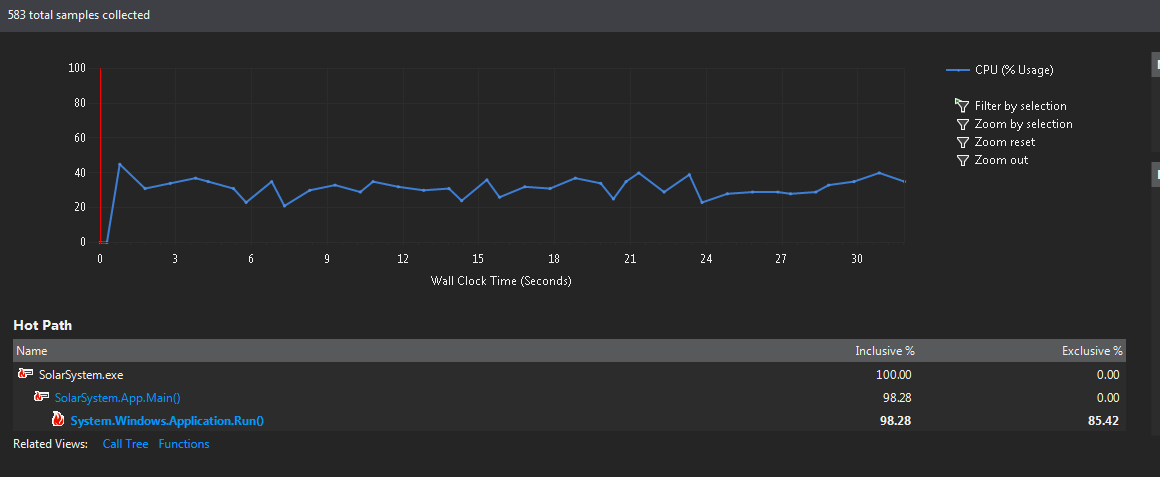 583 total samples collected
100
80
60
40
20
0
0 3 6 9 12 15 18 21 24 27 30
Wall Clock Time (Seconds)
CPU (% Usage)
Filter by selection
Zoom by selection
Zoom reset
Zoom out
Hot Path
Name Inclusive % Exclusive %
SolarSystem.exe 100.00 0.00
SolarSystem.App.Main() 98.28 0.00
System.Windows.Application.Run() 98.28 85.42
Related Views: Call Tree Functions